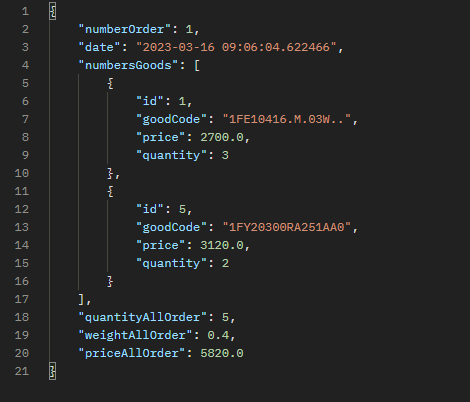 1 {
2 "numberOrder": 1,
3 "date": "2023-03-16 09:06:04.622466",
4 "numbersGoods": [
5 {
6 "id": 1,
7 "goodCode": "1FE10416.M.03W..",
8 "price": 2700.0,
9 "quantity": 3
10 },
11 {
12 "id": 5,
13 "goodCode": "1FY20300RA251AA0",
14 "price": 3120.0,
15 "quantity": 2
16 }
17 ],
18 "quantityAllOrder": 5,
19 "weightAllOrder": 0.4,
20 "priceAllOrder": 5820.0
21 }